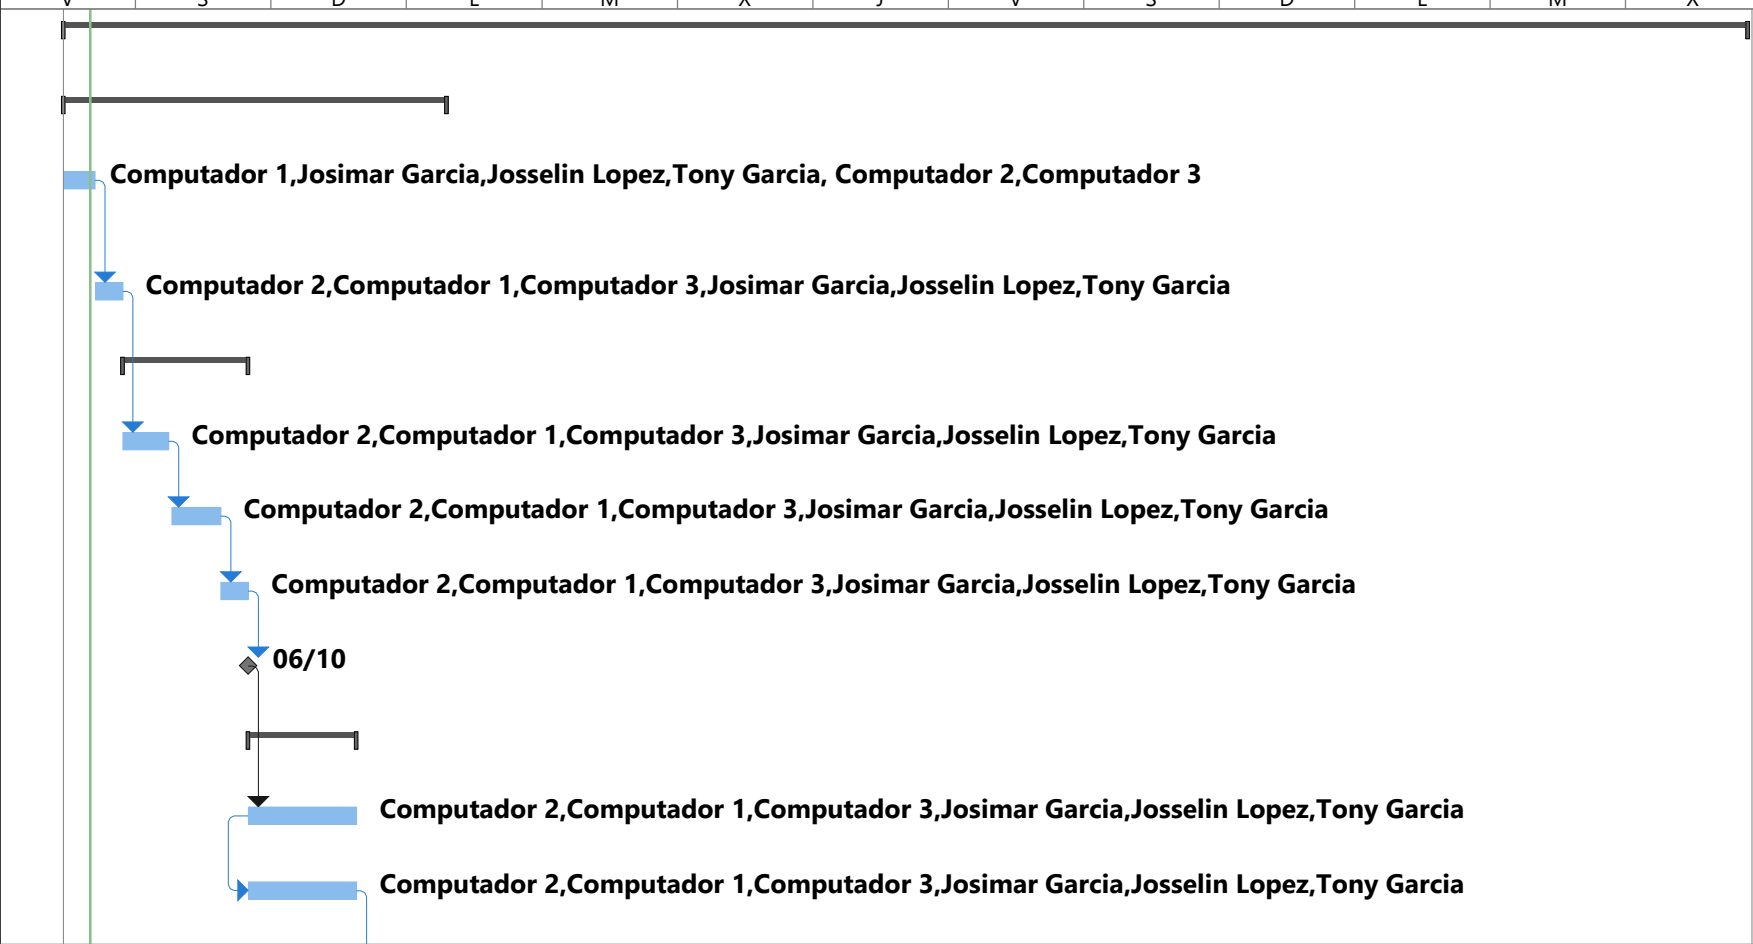 V S D L M X J V S D L M X
Computador 1,Josimar Garcia,Josselin Lopez,Tony Garcia, Computador 2,Computador 3
Computador 2,Computador 1,Computador 3,Josimar Garcia,Josselin Lopez,Tony Garcia
Computador 2,Computador 1,Computador 3,Josimar Garcia,Josselin Lopez,Tony Garcia
Computador 2,Computador 1,Computador 3,Josimar Garcia,Josselin Lopez,Tony Garcia
Computador 2,Computador 1,Computador 3,Josimar Garcia,Josselin Lopez,Tony Garcia
06/10
Computador 2,Computador 1,Computador 3,Josimar Garcia,Josselin Lopez,Tony Garcia
Computador 2,Computador 1,Computador 3,Josimar Garcia,Josselin Lopez,Tony Garcia